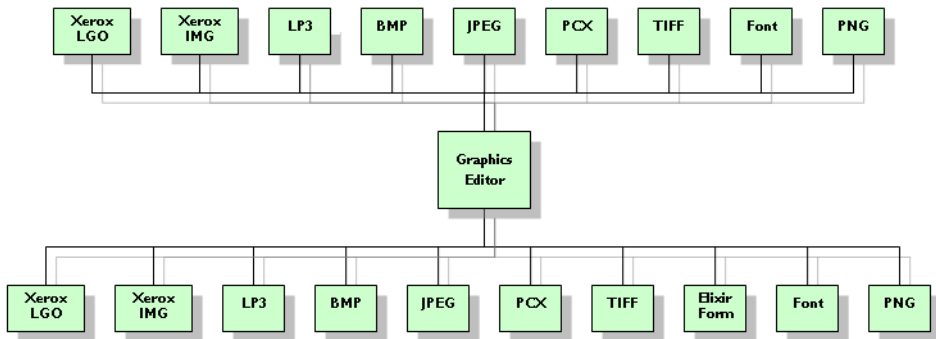 Xerox LGO
Xerox IMG
LP3
BMP
JPEG
PCX
TIFF
Font
PNG
Graphics
Editor
Xerox LGO
Xerox IMG
LP3
BMP
JPEG
PCX
TIFF
Elixir Form
Font
PNG